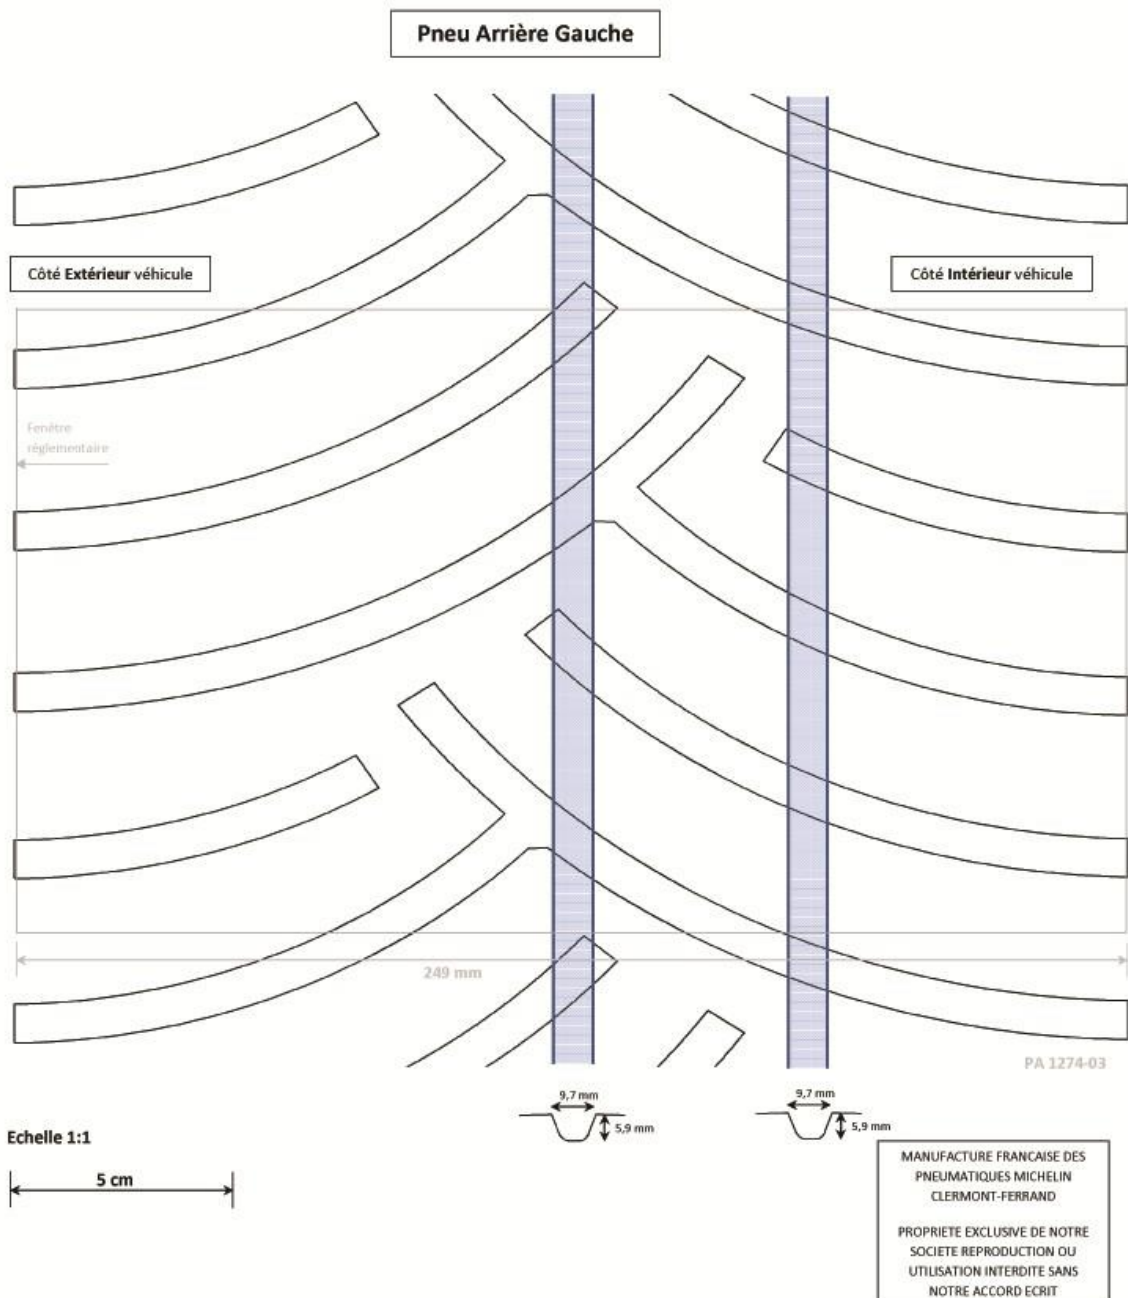 Pneu Arrière Gauche
Côté Extérieur véhicule
Côté Intérieur véhicule
Fenêtre
réglementaire
249 mm
PA 1274-03
9,7 mm
5,9 mm
9,7 mm
5,9 mm
Echelle 1:1
5 cm
MANUFACTURE FRANCAISE DES
PNEUMATIQUES MICHELIN
CLERMONT-FERRAND
PROPRIETE EXCLUSIVE DE NOTRE
SOCIETE REPRODUCTION OU
UTILISATION INTERDITE SANS
NOTRE ACCORD ECRIT